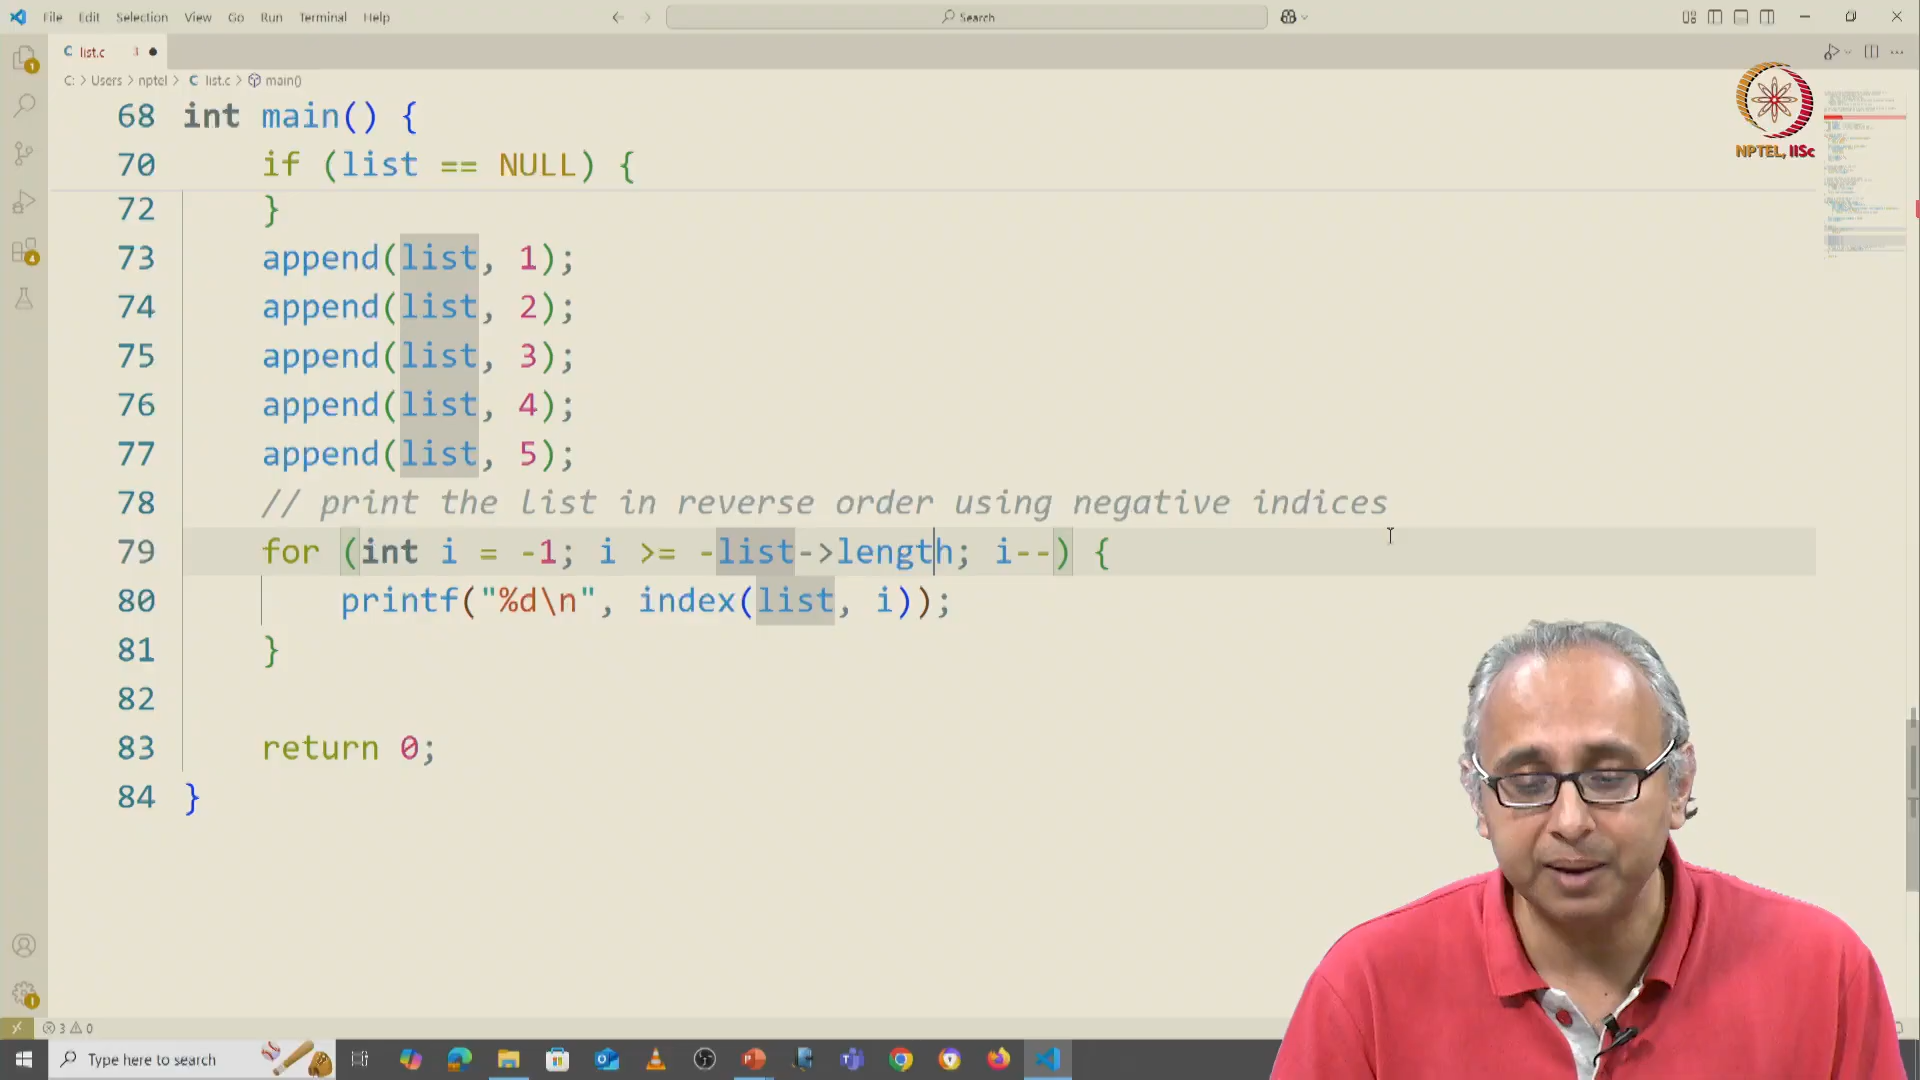 File Edit Selection View Go Run Terminal Help
Search
list.c 3
C: > Users > nptel > C list.c > main()
NPTEL, IISc
68 int main() {
70 if (list == NULL) {
72 }
73 append(list, 1);
74 append(list, 2);
75 append(list, 3);
76 append(list, 4);
77 append(list, 5);
78 // print the list in reverse order using negative indices
79 for (int i = -1; i >= -list->length; i--) {
80 printf("%d\n", index(list, i));
81 }
82
83 return 0;
84 }
3 0
Type here to search